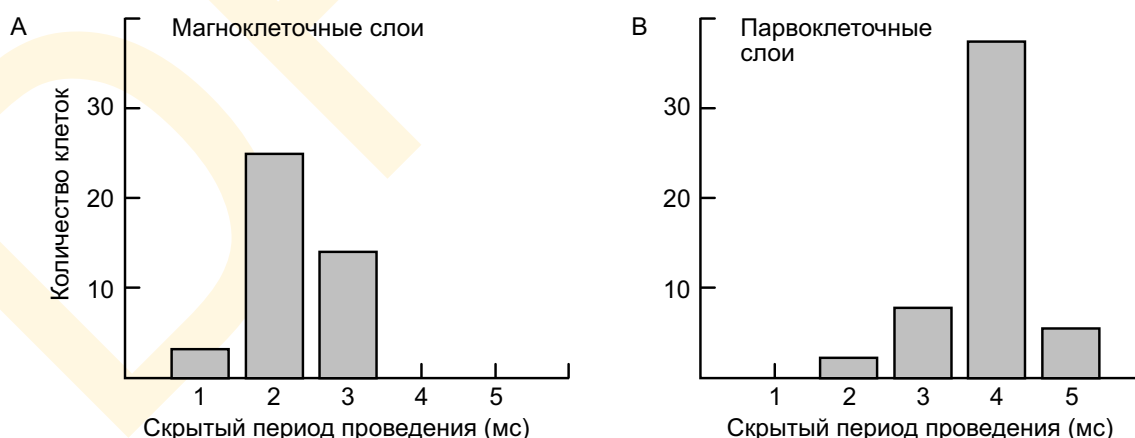 А
Магноклеточные слои
Количество клеток
30
20
10
1 2 3 4 5
Скрытый период проведения (мс)
В
Парвоклеточные
слои
30
20
10
1 2 3 4 5
Скрытый период проведения (мс)